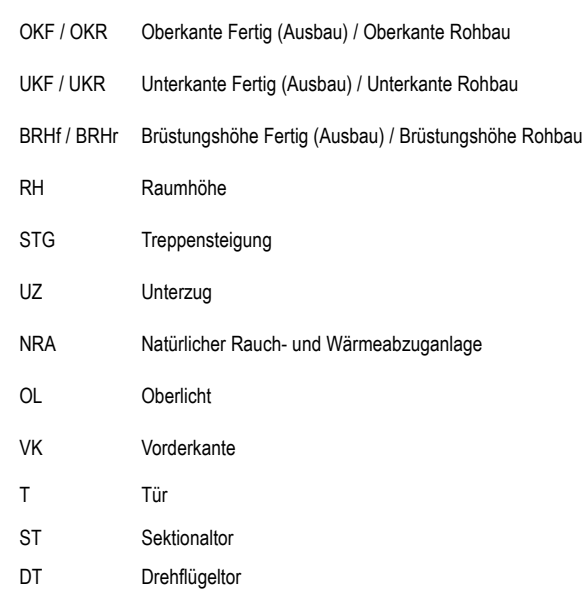 OKF / OKR Oberkante Fertig (Ausbau) / Oberkante Rohbau
UKF / UKR Unterkante Fertig (Ausbau) / Unterkante Rohbau
BRHf / BRHr Brüstungshöhe Fertig (Ausbau) / Brüstungshöhe Rohbau
RH Raumhöhe
STG Treppensteigung
UZ Unterzug
NRA Natürlicher Rauch- und Wärmeabzuganlage
OL Oberlicht
VK Vorderkante
T Tür
ST Sektionaltor
DT Drehflügeltor